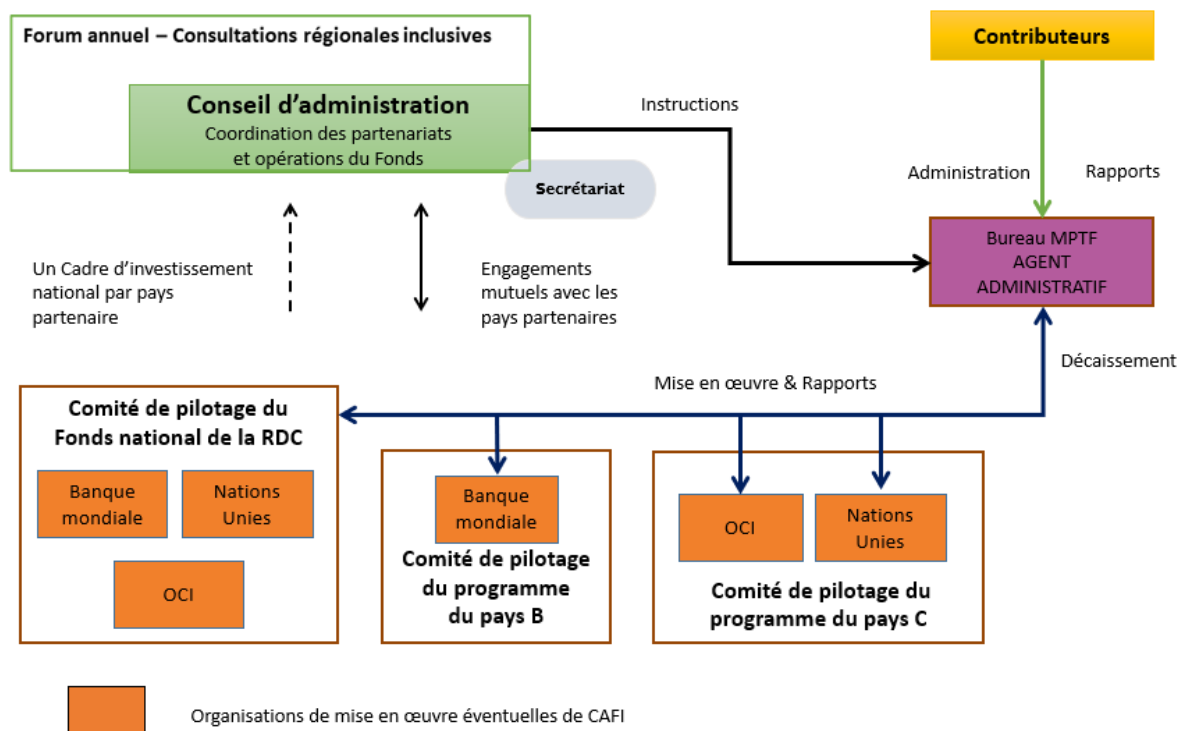 Forum annuel – Consultations régionales inclusives
Conseil d’administration
Coordination des partenariats
et opérations du Fonds
Secrétariat
Instructions
Contributeurs
Administration
Rapports
Bureau MPTF
AGENT
ADMINISTRATIF
Un Cadre d’investissement
national par pays
partenaire
Engagements
mutuels avec les
pays partenaires
Décaissement
Mise en œuvre & Rapports
Comité de pilotage du
Fonds national de la RDC
Banque
mondiale
Nations
Unies
OCI
Banque
mondiale
Comité de pilotage
du programme
du pays B
OCI
Nations
Unies
Comité de pilotage du
programme du pays C
Organisations de mise en œuvre éventuelles de CAFI